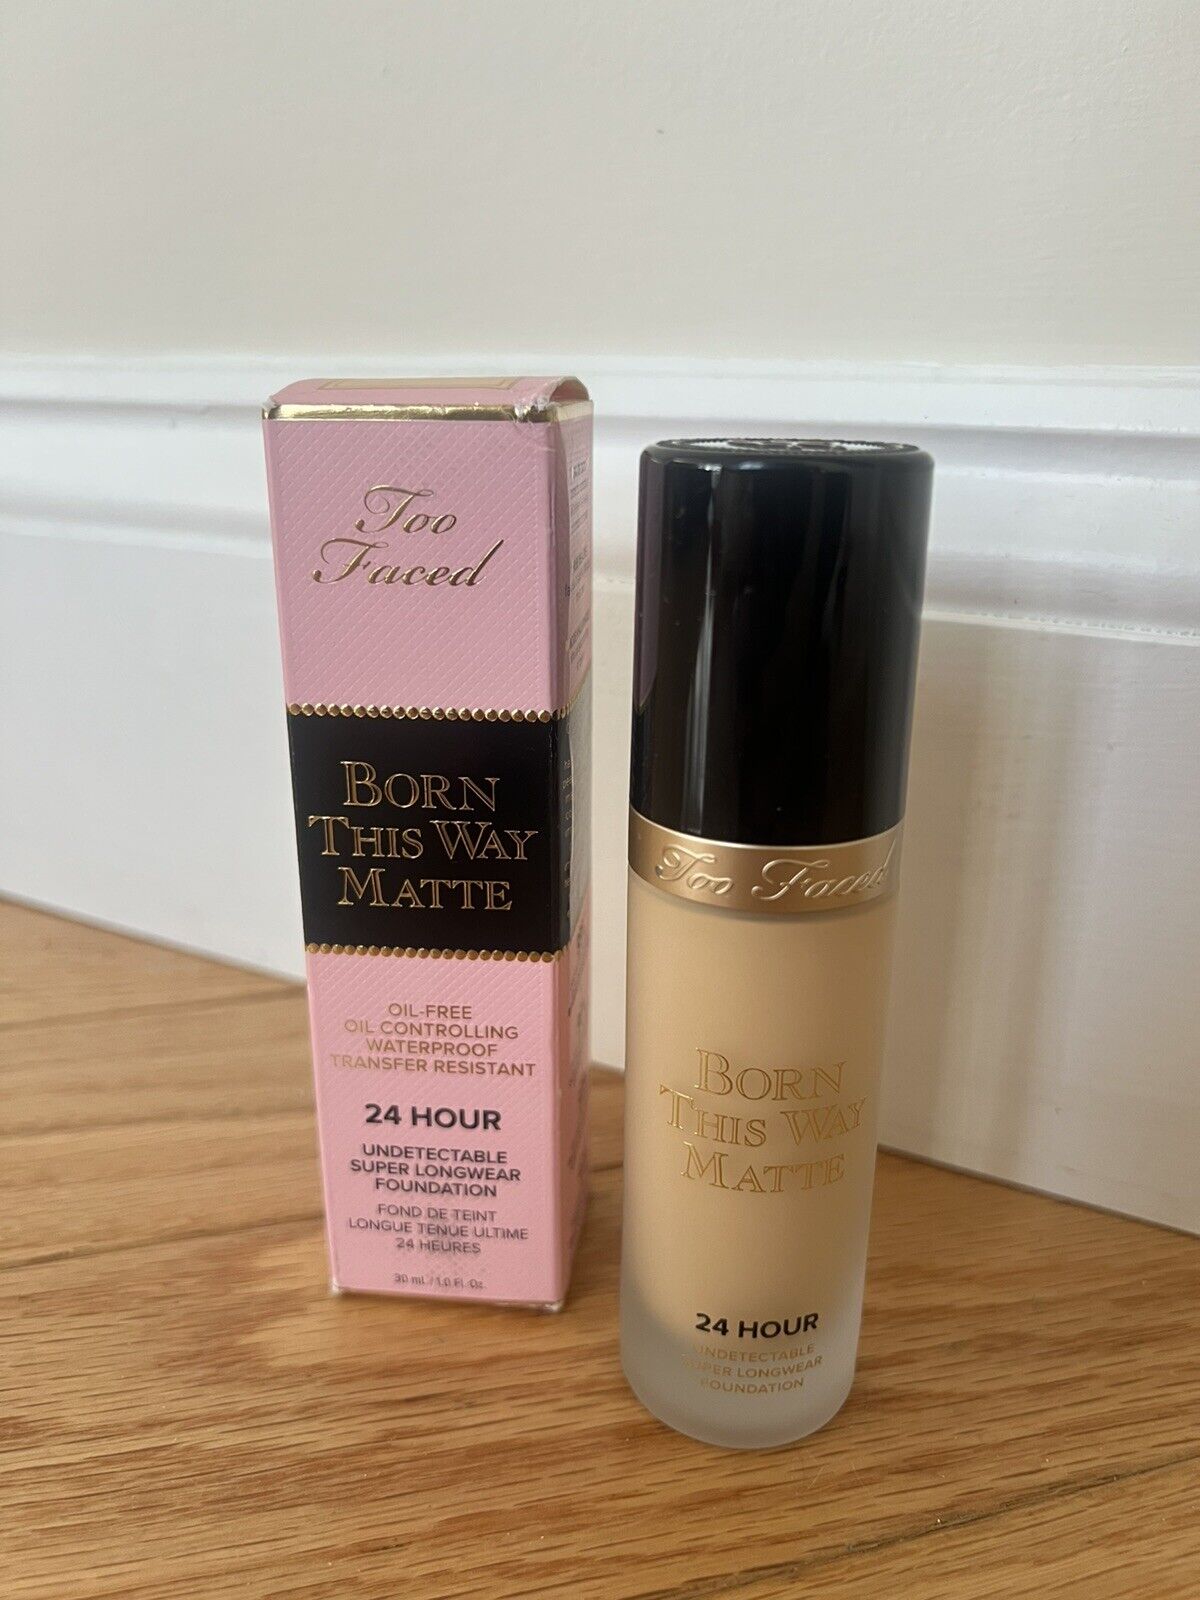 Too
Faced
BORN
THIS WAY
MATTE
OIL-FREE
OIL CONTROLLING
WATERPROOF
TRANSFER RESISTANT
24 HOUR
UNDETECTABLE
SUPER LONGWEAR
FOUNDATION
FOND DE TEINT
LONGUE TENUE ULTIME
24 HEURES
30 mL / 1.0 Fl. Oz.
Too Faced
BORN
THIS WAY
MATTE
24 HOUR
UNDETECTABLE
SUPER LONGWEAR
FOUNDATION